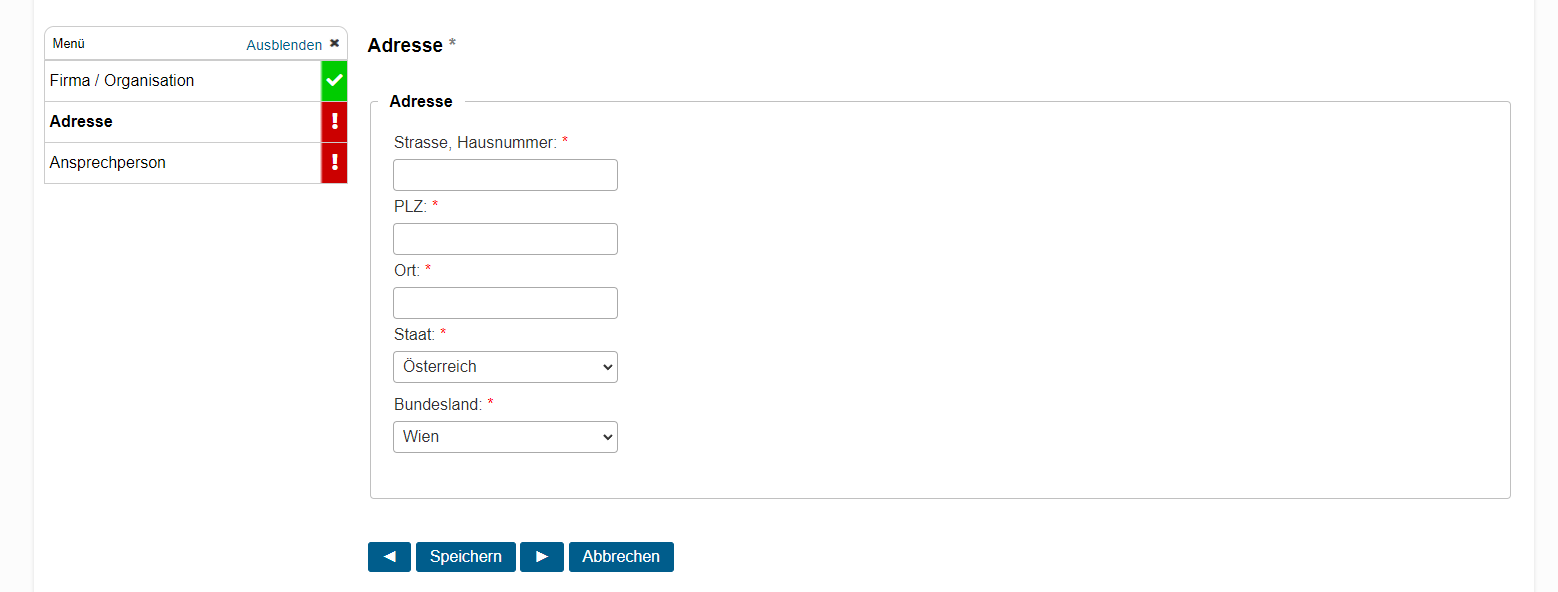 Menü
Ausblenden ✖
Firma / Organisation
Adresse
Ansprechperson
Adresse *
Adresse
Strasse, Hausnummer: *
PLZ: *
Ort: *
Staat: *
Österreich
Bundesland: *
Wien
◄ Speichern ► Abbrechen